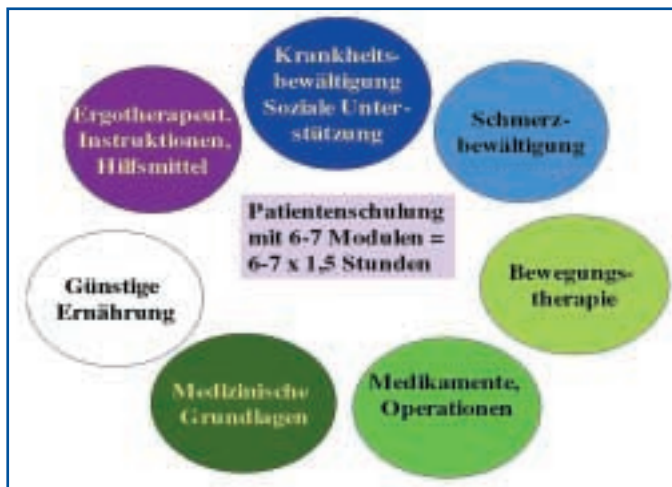 Krankheits-
bewältigung
Soziale Unter-
stützung
Schmerz-
bewältigung
Bewegungs-
therapie
Medikamente,
Operationen
Medizinische
Grundlagen
Günstige
Ernährung
Ergotherapeut.
Instruktionen,
Hilfsmittel
Patientenschulung
mit 6-7 Modulen =
6-7 x 1,5 Stunden